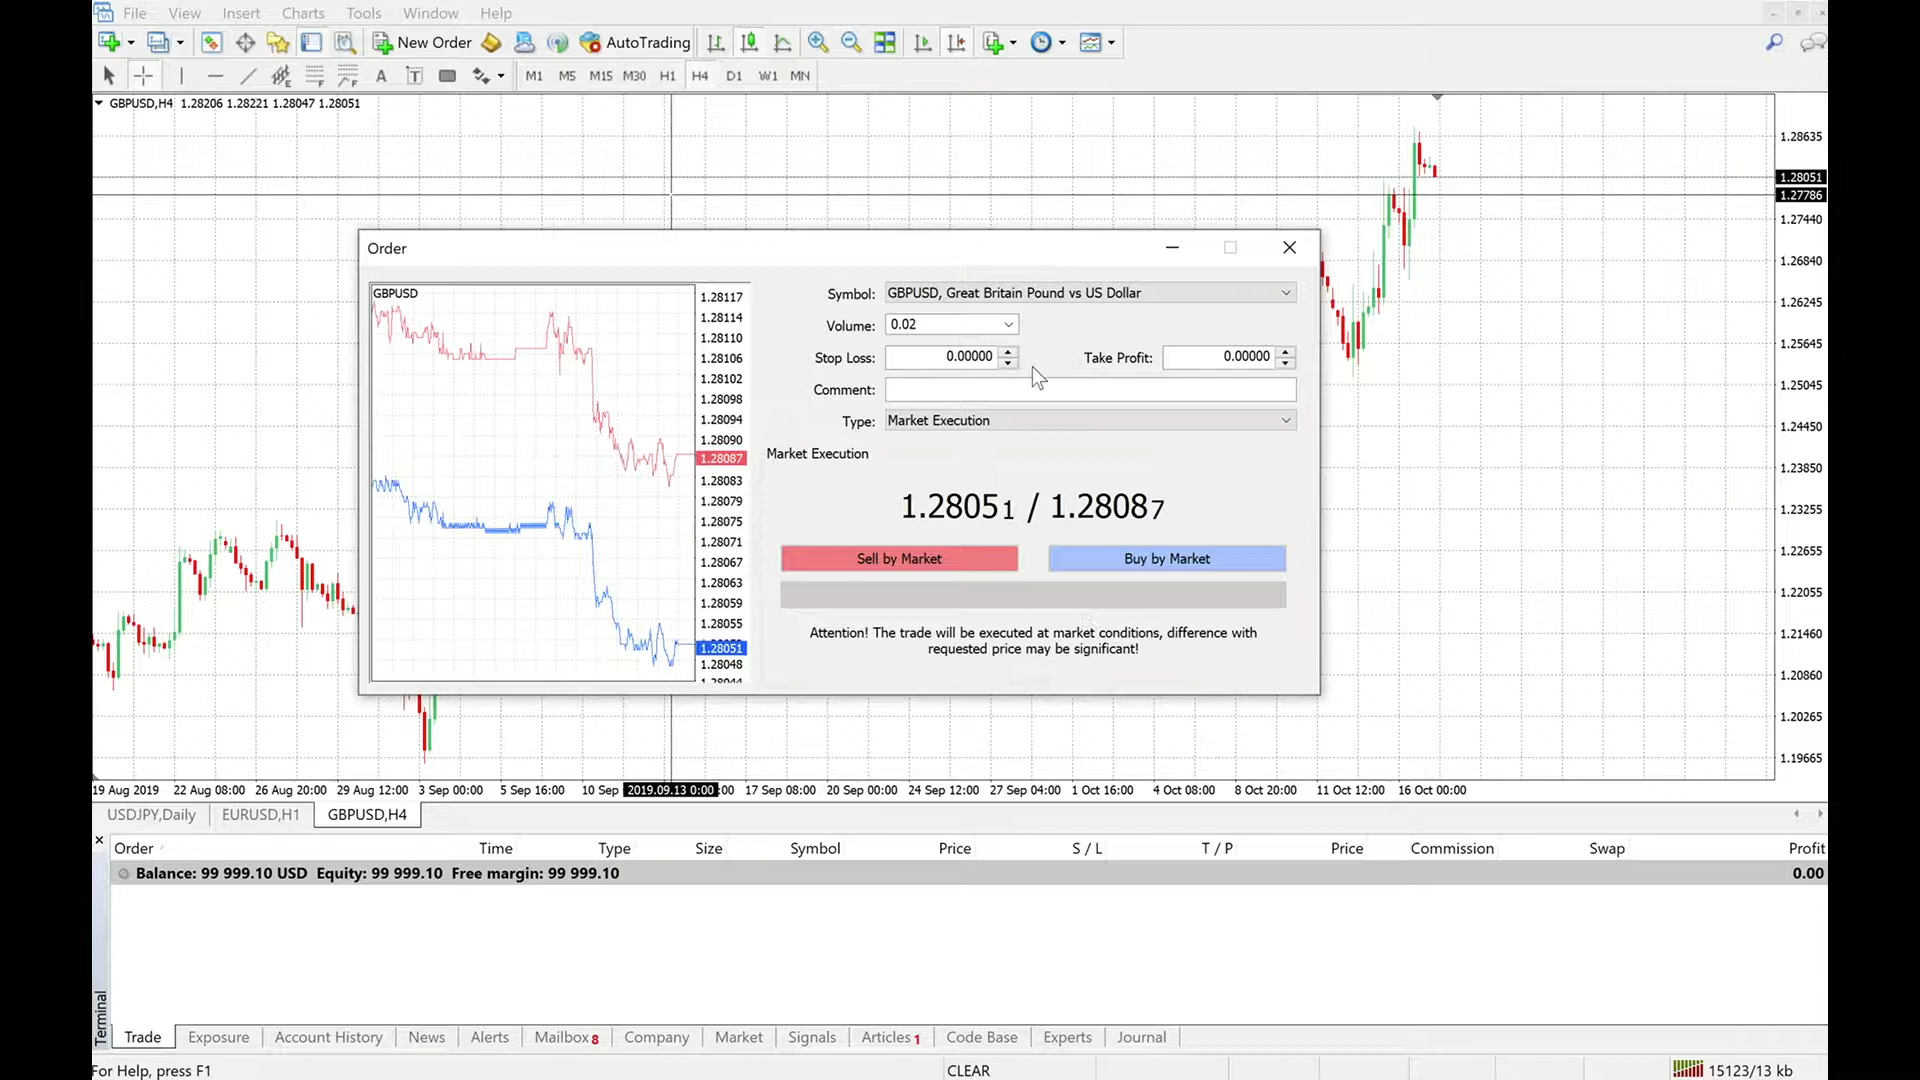 File View Insert Charts Tools Window Help
New Order AutoTrading
A T M1 M5 M15 M30 H1 H4 D1 W1 MN
GBPUSD,H4 1.28206 1.28221 1.28047 1.28051
1.28635
1.28051
1.27786
1.27440
1.26840
1.26245
1.25645
1.25045
1.24450
1.23850
1.23255
1.22655
1.22055
1.21460
1.20860
1.20265
1.19665
Order
GBPUSD
1.28117
1.28114
1.28110
1.28106
1.28102
1.28098
1.28094
1.28090
1.28087
1.28083
1.28079
1.28075
1.28071
1.28067
1.28063
1.28059
1.28055
1.28051
1.28048
Symbol: GBPUSD, Great Britain Pound vs US Dollar
Volume: 0.02
Stop Loss: 0.00000 Take Profit: 0.00000
Comment:
Type: Market Execution
Market Execution
1.28051 / 1.28087
Sell by Market Buy by Market
Attention! The trade will be executed at market conditions, difference with
requested price may be significant!
19 Aug 2019 22 Aug 08:00 26 Aug 20:00 29 Aug 12:00 3 Sep 00:00 5 Sep 16:00 10 Sep 2019.09.13 0:00 :00 17 Sep 08:00 20 Sep 00:00 24 Sep 12:00 27 Sep 04:00 1 Oct 16:00 4 Oct 08:00 8 Oct 20:00 11 Oct 12:00 16 Oct 00:00
USDJPY,Daily EURUSD,H1 GBPUSD,H4
Order Time Type Size Symbol Price S / L T / P Price Commission Swap Profit
Balance: 99 999.10 USD Equity: 99 999.10 Free margin: 99 999.10 0.00
Terminal
Trade Exposure Account History News Alerts Mailbox 8 Company Market Signals Articles 1 Code Base Experts Journal
For Help, press F1 CLEAR 15123/13 kb